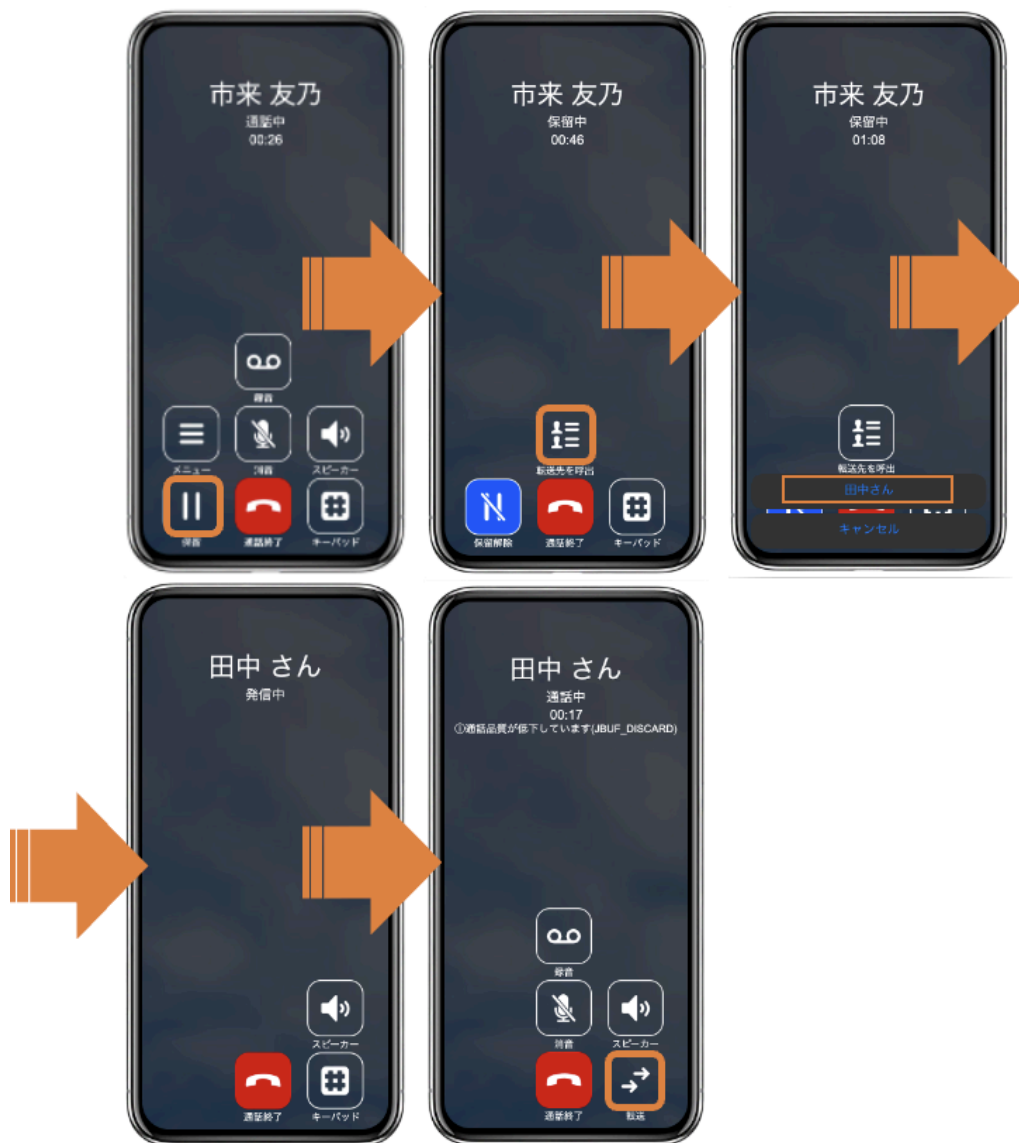 市来 友乃
通話中
00:26
録音
メニュー
消音
スピーカー
保留
通話終了
キーパッド
市来 友乃
保留中
00:46
転送先を呼出
保留解除
通話終了
キーパッド
市来 友乃
保留中
01:08
転送先を呼出
田中さん
キャンセル
田中 さん
発信中
スピーカー
通話終了
キーパッド
田中 さん
通話中
00:17
①通話品質が低下しています(JBUF_DISCARD)
録音
消音
スピーカー
通話終了
転送